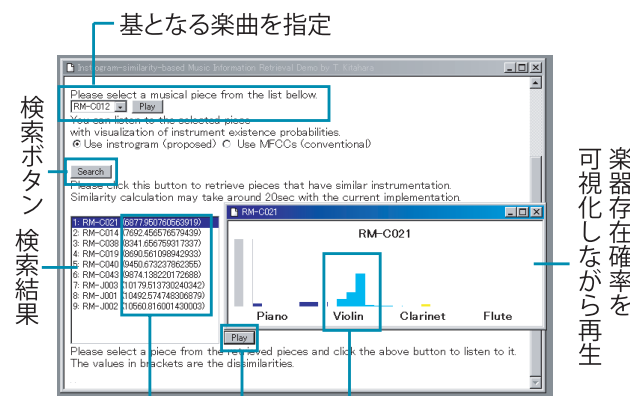 基となる楽曲を指定
Instrogram-similarity-based Music Information Retrieval Demo by T. Kitahara
Please select a musical piece from the list bellow.
RM-C012 Play
You can listen to the selected piece
with visualization of instrument existence probabilities.
Use instrogram (proposed) Use MFCCs (conventional)
検索ボタン
Search
Please click this button to retrieve pieces that have similar instrumentation.
Similarity calculation may take around 20sec with the current implementation.
検索結果
1: RM-C021 (6877.950760563919)
2: RM-C014 (7692.456576579439)
3: RM-C038 (8341.656759317337)
4: RM-C019 (8690.561098942933)
5: RM-C040 (9450.673237862355)
6: RM-C043 (9874.138220172688)
7: RM-J003 (10179.513730240342)
8: RM-J001 (10492.574748306879)
9: RM-J002 (10560.816001430003)
RM-C021
RM-C021
Piano Violin Clarinet Flute
楽器存在確率を
可視化しながら再生
Play
Please select a piece from the retrieved pieces and click the above button to listen to it.
The values in brackets are the dissimilarities.